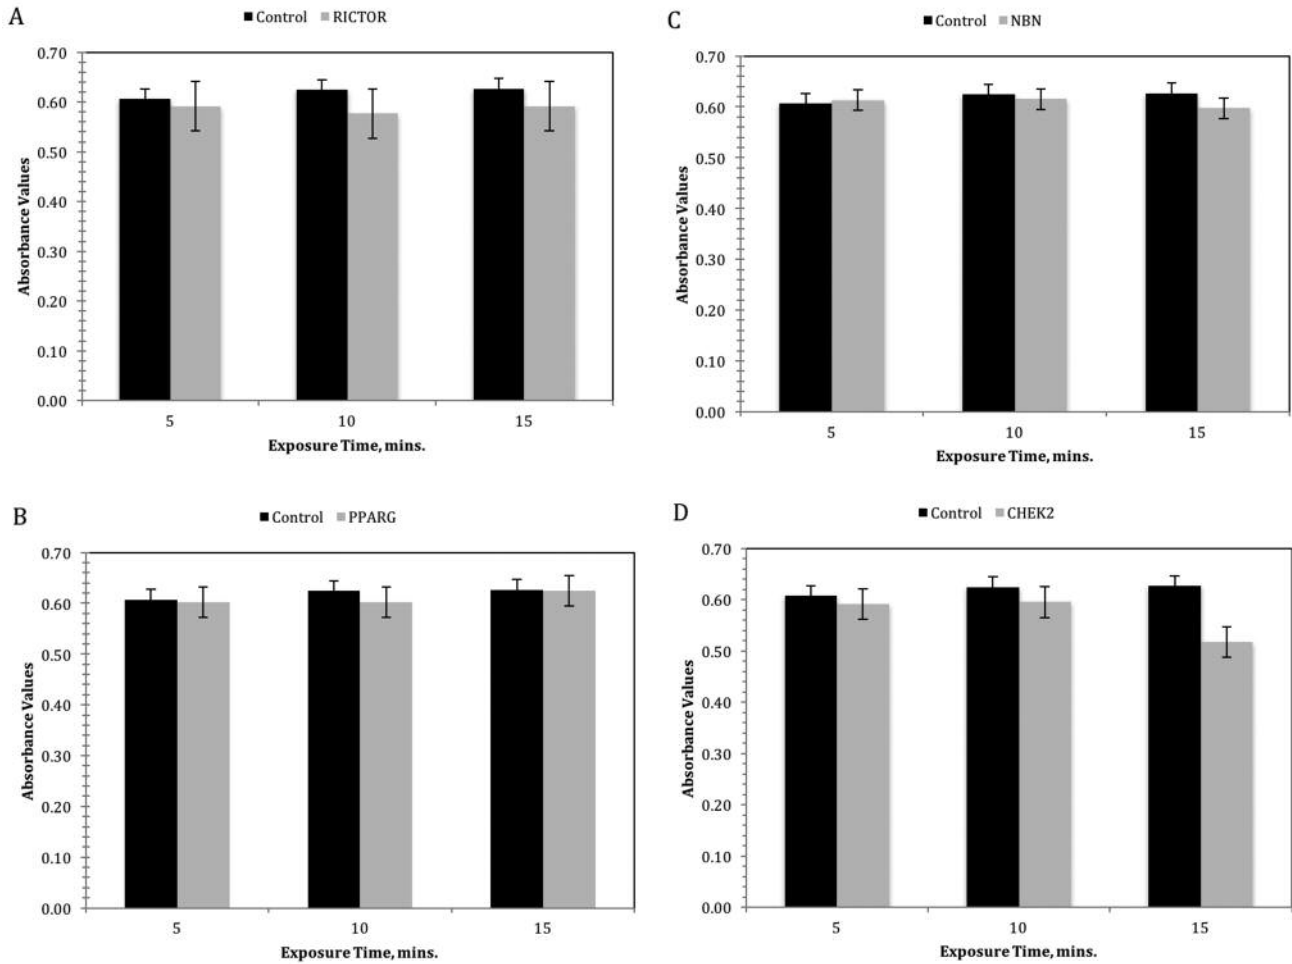 A
Control RICTOR
0.70
0.60
0.50
0.40
0.30
0.20
0.10
0.00
Absorbance Values
5 10 15
Exposure Time, mins.
C
Control NBN
0.70
0.60
0.50
0.40
0.30
0.20
0.10
0.00
Absorbance Values
5 10 15
Exposure Time, mins.
B
Control PPARG
0.70
0.60
0.50
0.40
0.30
0.20
0.10
0.00
Absorbance Values
5 10 15
Exposure Time, mins.
D
Control CHEK2
0.70
0.60
0.50
0.40
0.30
0.20
0.10
0.00
Absorbance Values
5 10 15
Exposure Time, mins.